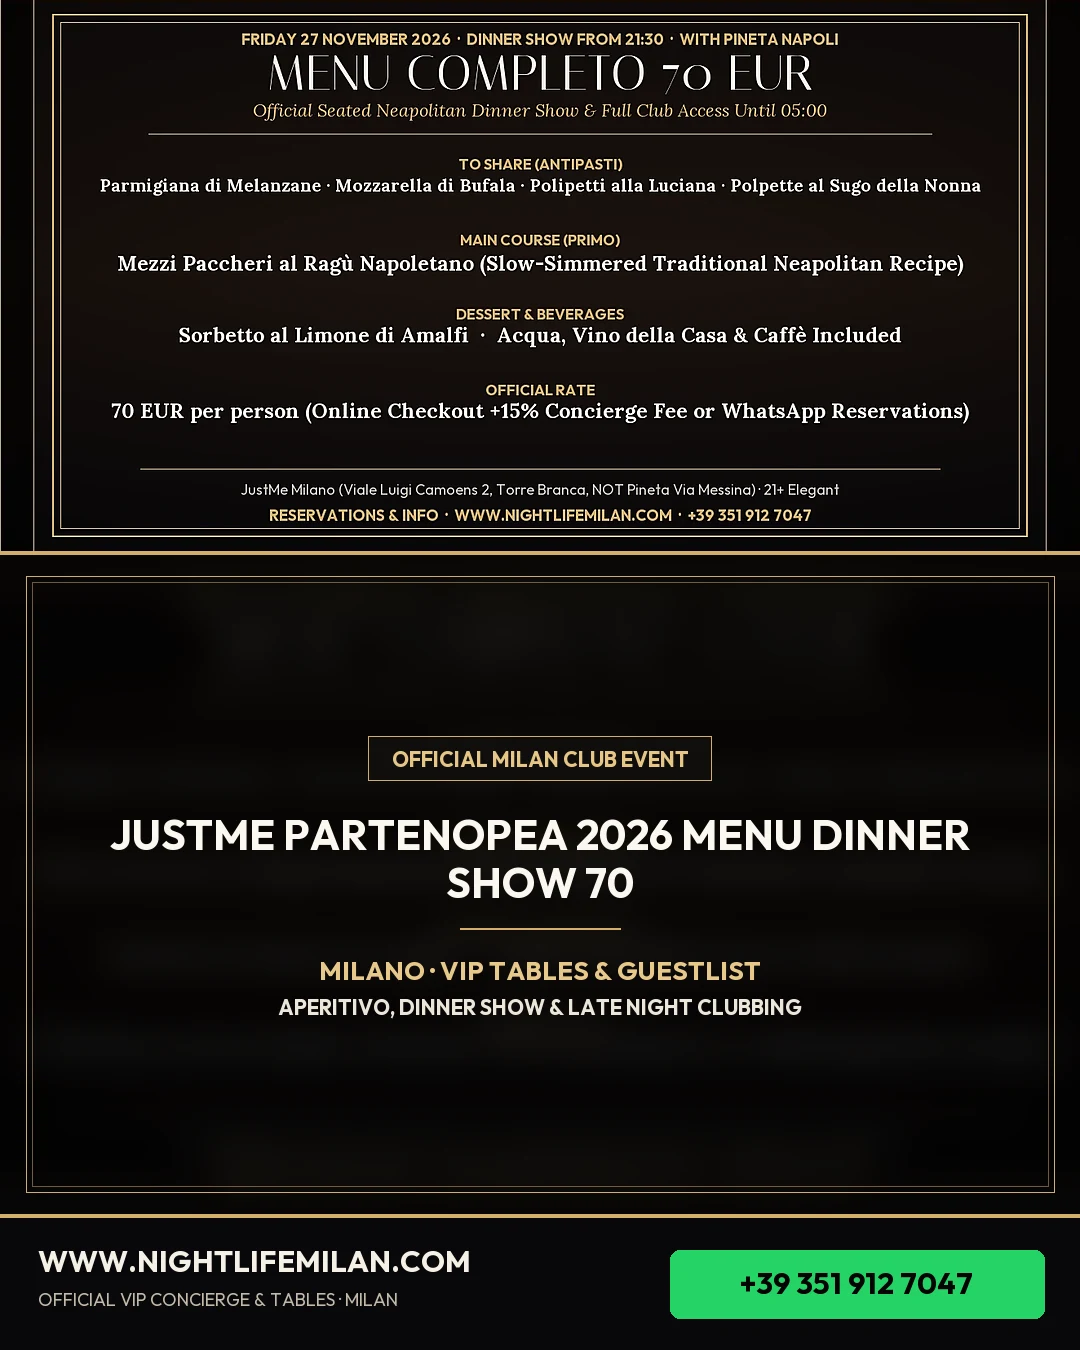 FRIDAY 27 NOVEMBER 2026 · DINNER SHOW FROM 21:30 · WITH PINETA NAPOLI
MENU COMPLETO 70 EUR
Official Seated Neapolitan Dinner Show & Full Club Access Until 05:00
TO SHARE (ANTIPASTI)
Parmigiana di Melanzane · Mozzarella di Bufala · Polipetti alla Luciana · Polpette al Sugo della Nonna
MAIN COURSE (PRIMO)
Mezzi Paccheri al Ragù Napoletano (Slow-Simmered Traditional Neapolitan Recipe)
DESSERT & BEVERAGES
Sorbetto al Limone di Amalfi · Acqua, Vino della Casa & Caffè Included
OFFICIAL RATE
70 EUR per person (Online Checkout +15% Concierge Fee or WhatsApp Reservations)
JustMe Milano (Viale Luigi Camoens 2, Torre Branca, NOT Pineta Via Messina) · 21+ Elegant
RESERVATIONS & INFO · WWW.NIGHTLIFEMILAN.COM · +39 351 912 7047
OFFICIAL MILAN CLUB EVENT
JUSTME PARTENOPEA 2026 MENU DINNER
SHOW 70
MILANO · VIP TABLES & GUESTLIST
APERITIVO, DINNER SHOW & LATE NIGHT CLUBBING
WWW.NIGHTLIFEMILAN.COM
OFFICIAL VIP CONCIERGE & TABLES · MILAN
+39 351 912 7047